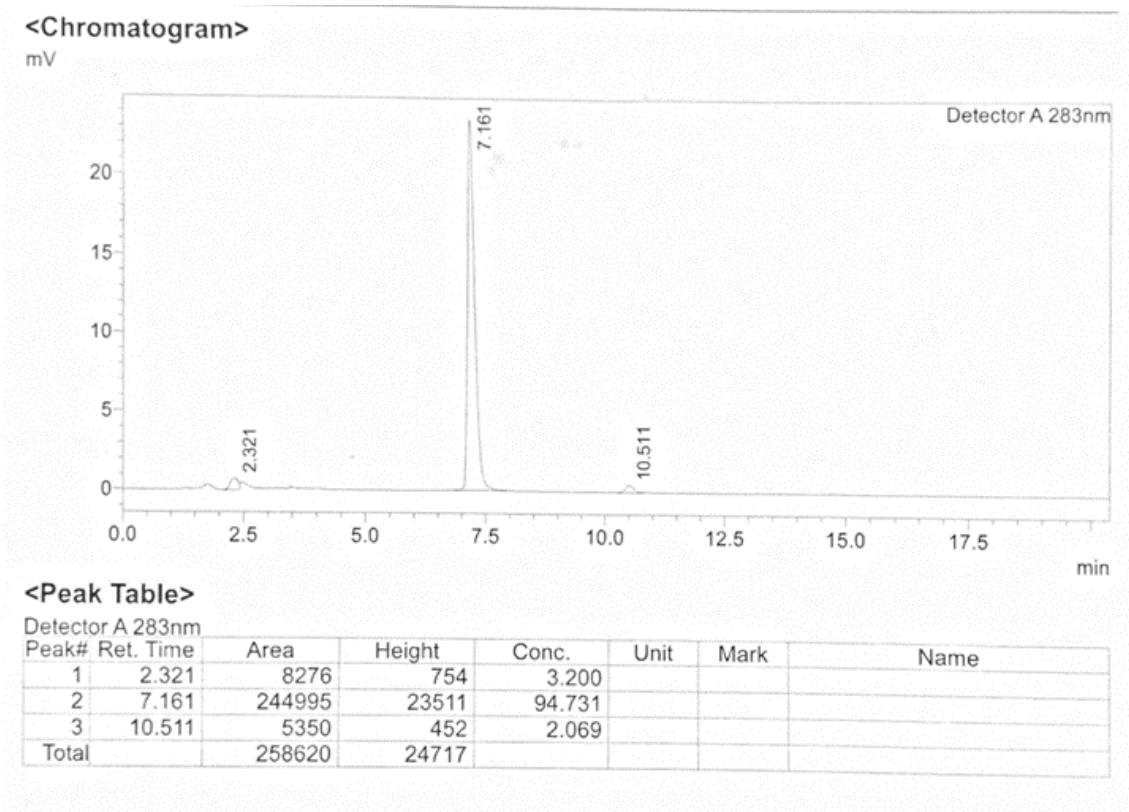 <Chromatogram>
mV
Detector A 283nm
7.161
20
15
10
5
2.321
10.511
0
0.0 2.5 5.0 7.5 10.0 12.5 15.0 17.5
min
<Peak Table>
Detector A 283nm
Peak# Ret. Time Area Height Conc. Unit Mark Name
1 2.321 8276 754 3.200
2 7.161 244995 23511 94.731
3 10.511 5350 452 2.069
Total 258620 24717